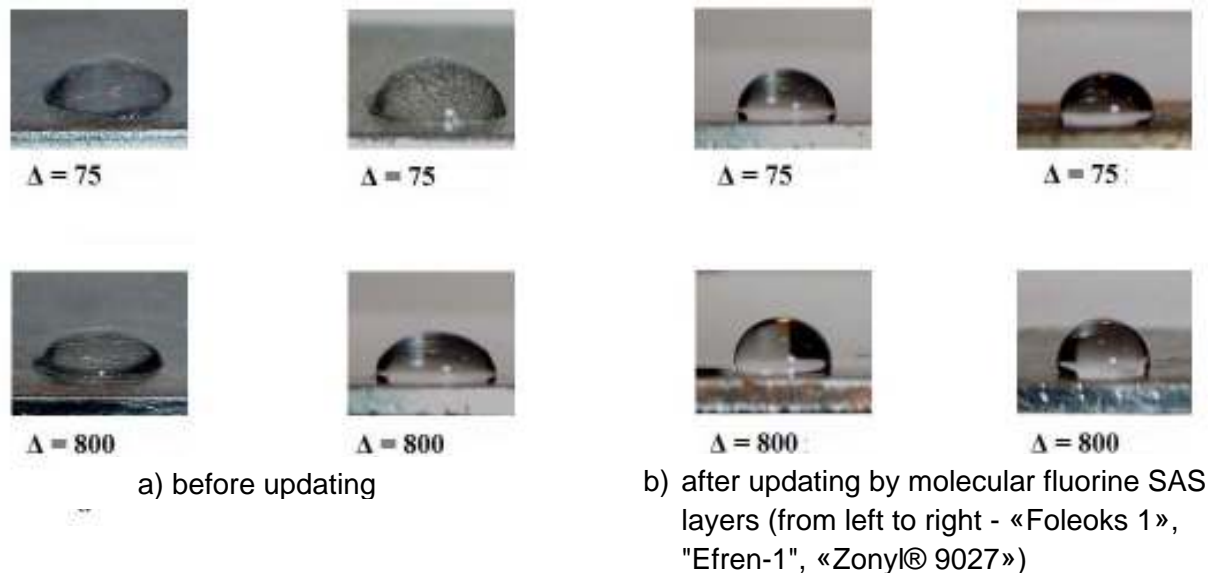 Δ = 75
Δ = 75
Δ = 75
Δ = 75
Δ = 800
Δ = 800
Δ = 800
Δ = 800
a) before updating
b) after updating by molecular fluorine SAS
layers (from left to right - «Foleoks 1»,
"Efren-1", «Zonyl® 9027»)